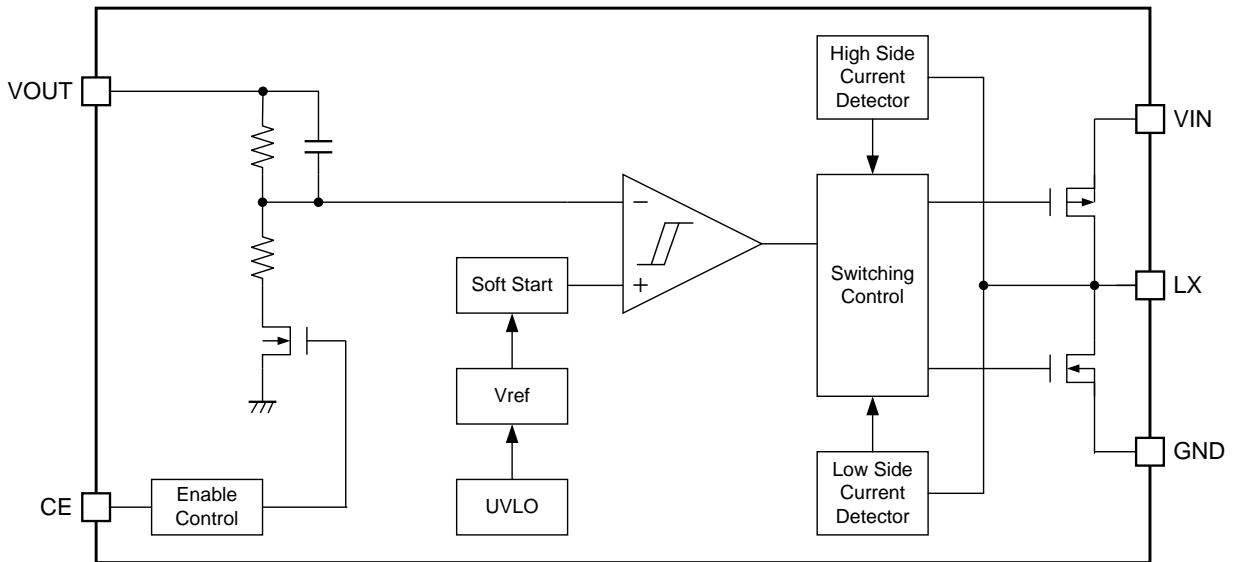 VOUT
High Side
Current
Detector
VIN
−
Soft Start
+
Switching
Control
LX
Vref
UVLO
Low Side
Current
Detector
GND
CE
Enable
Control